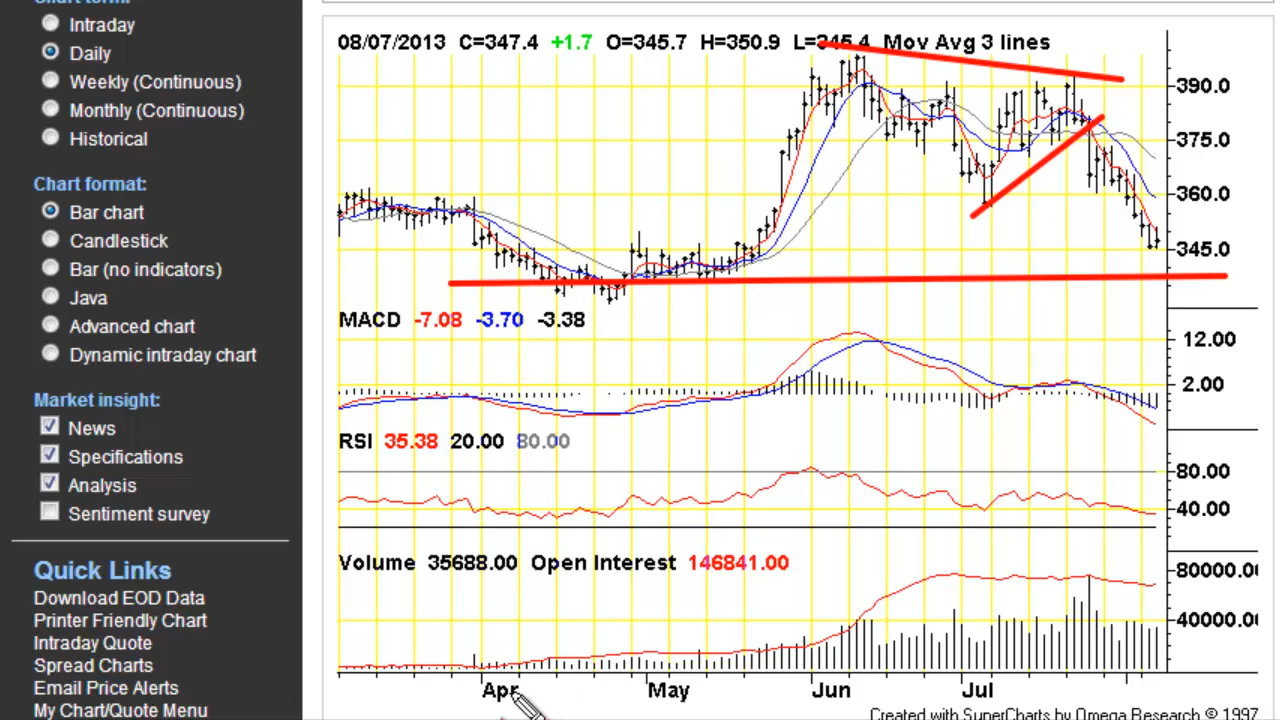 Intraday
Daily
Weekly (Continuous)
Monthly (Continuous)
Historical
Chart format:
Bar chart
Candlestick
Bar (no indicators)
Java
Advanced chart
Dynamic intraday chart
Market insight:
News
Specifications
Analysis
Sentiment survey
Quick Links
Download EOD Data
Printer Friendly Chart
Intraday Quote
Spread Charts
Email Price Alerts
My Chart/Quote Menu
08/07/2013 C=347.4 +1.7 O=345.7 H=350.9 L=345.4 Mov Avg 3 lines
390.0
375.0
360.0
345.0
MACD -7.08 -3.70 -3.38
12.00
2.00
RSI 35.38 20.00 80.00
80.00
40.00
Volume 35688.00 Open Interest 146841.00
80000.00
40000.00
Apr May Jun Jul
Created with SuperCharts by Omega Research © 1997